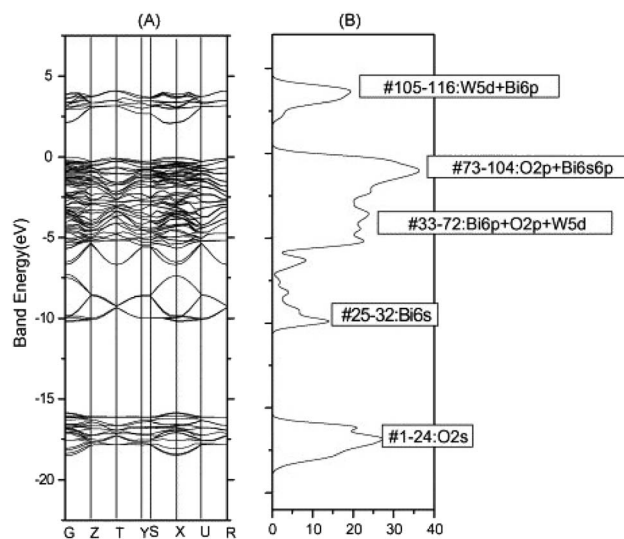 (A) (B)
5
0
-5
-10
-15
-20
Band Energy(eV)
G Z T Y S X U R
#105-116:W5d+Bi6p
#73-104:O2p+Bi6s6p
#33-72:Bi6p+O2p+W5d
#25-32:Bi6s
#1-24:O2s
0 10 20 30 40